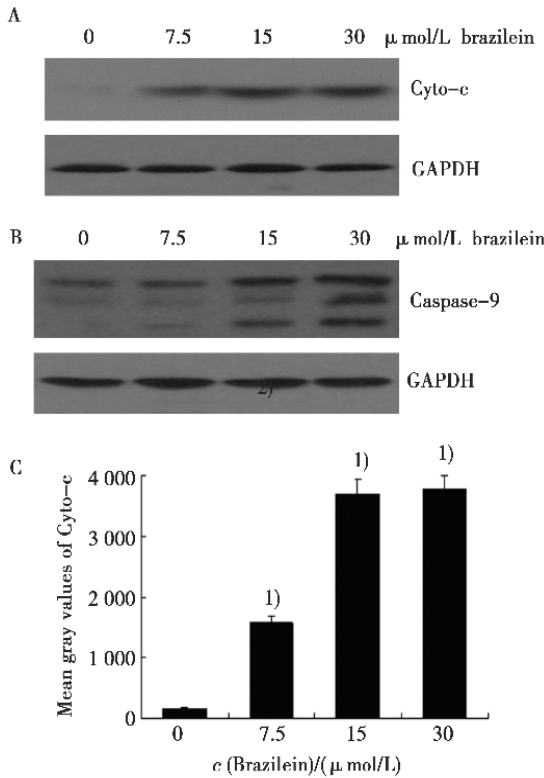 A
0 7.5 15 30 μ mol/L brazilein
Cyto-c
GAPDH
B
0 7.5 15 30 μ mol/L brazilein
Caspase-9
GAPDH
2)
C
Mean gray values of Cyto-c
4 000
3 000
2 000
1 000
0
1)
1)
1)
0 7.5 15 30
c (Brazilein)/(μ mol/L)